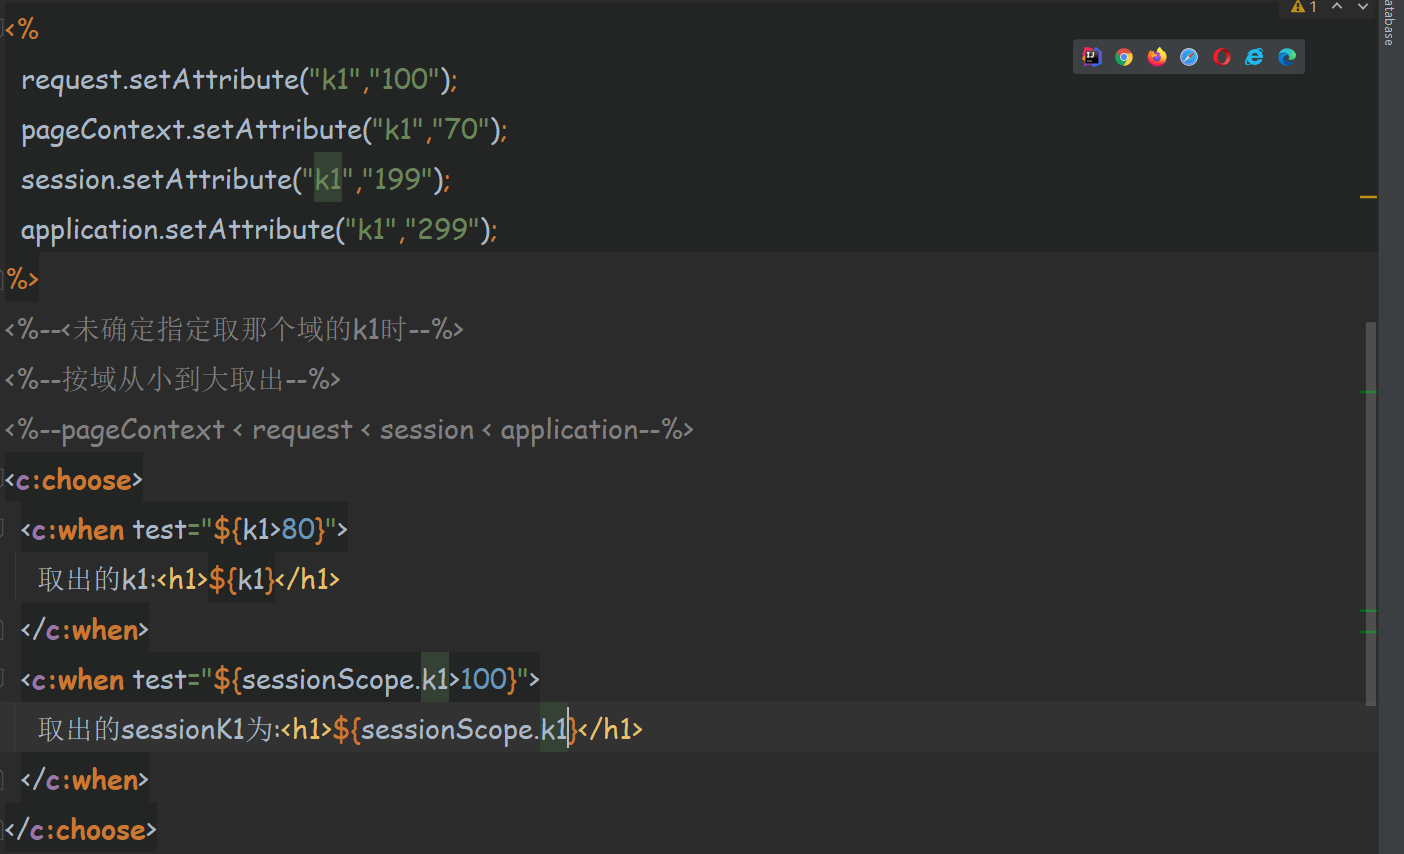 1
atabase
<%
request.setAttribute("k1","100");
pageContext.setAttribute("k1","70");
session.setAttribute("k1","199");
application.setAttribute("k1","299");
%>
<%--<未确定指定取那个域的k1时--%>
<%--按域从小到大取出--%>
<%--pageContext < request < session < application--%>
<c:choose>
<c:when test="${k1>80}">
取出的k1:<h1>${k1}</h1>
</c:when>
<c:when test="${sessionScope.k1>100}">
取出的sessionK1为:<h1>${sessionScope.k1}</h1>
</c:when>
</c:choose>